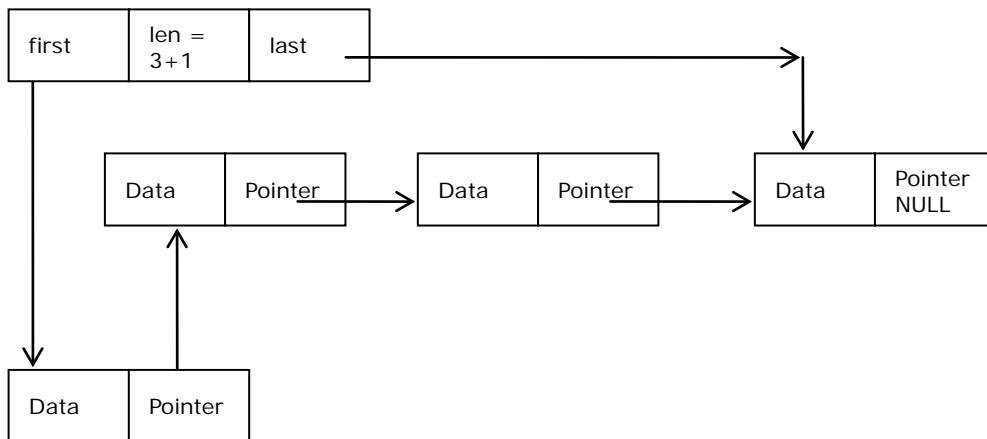 first
len =
3+1
last
Data
Pointer
Data
Pointer
Data
Pointer
NULL
Data
Pointer